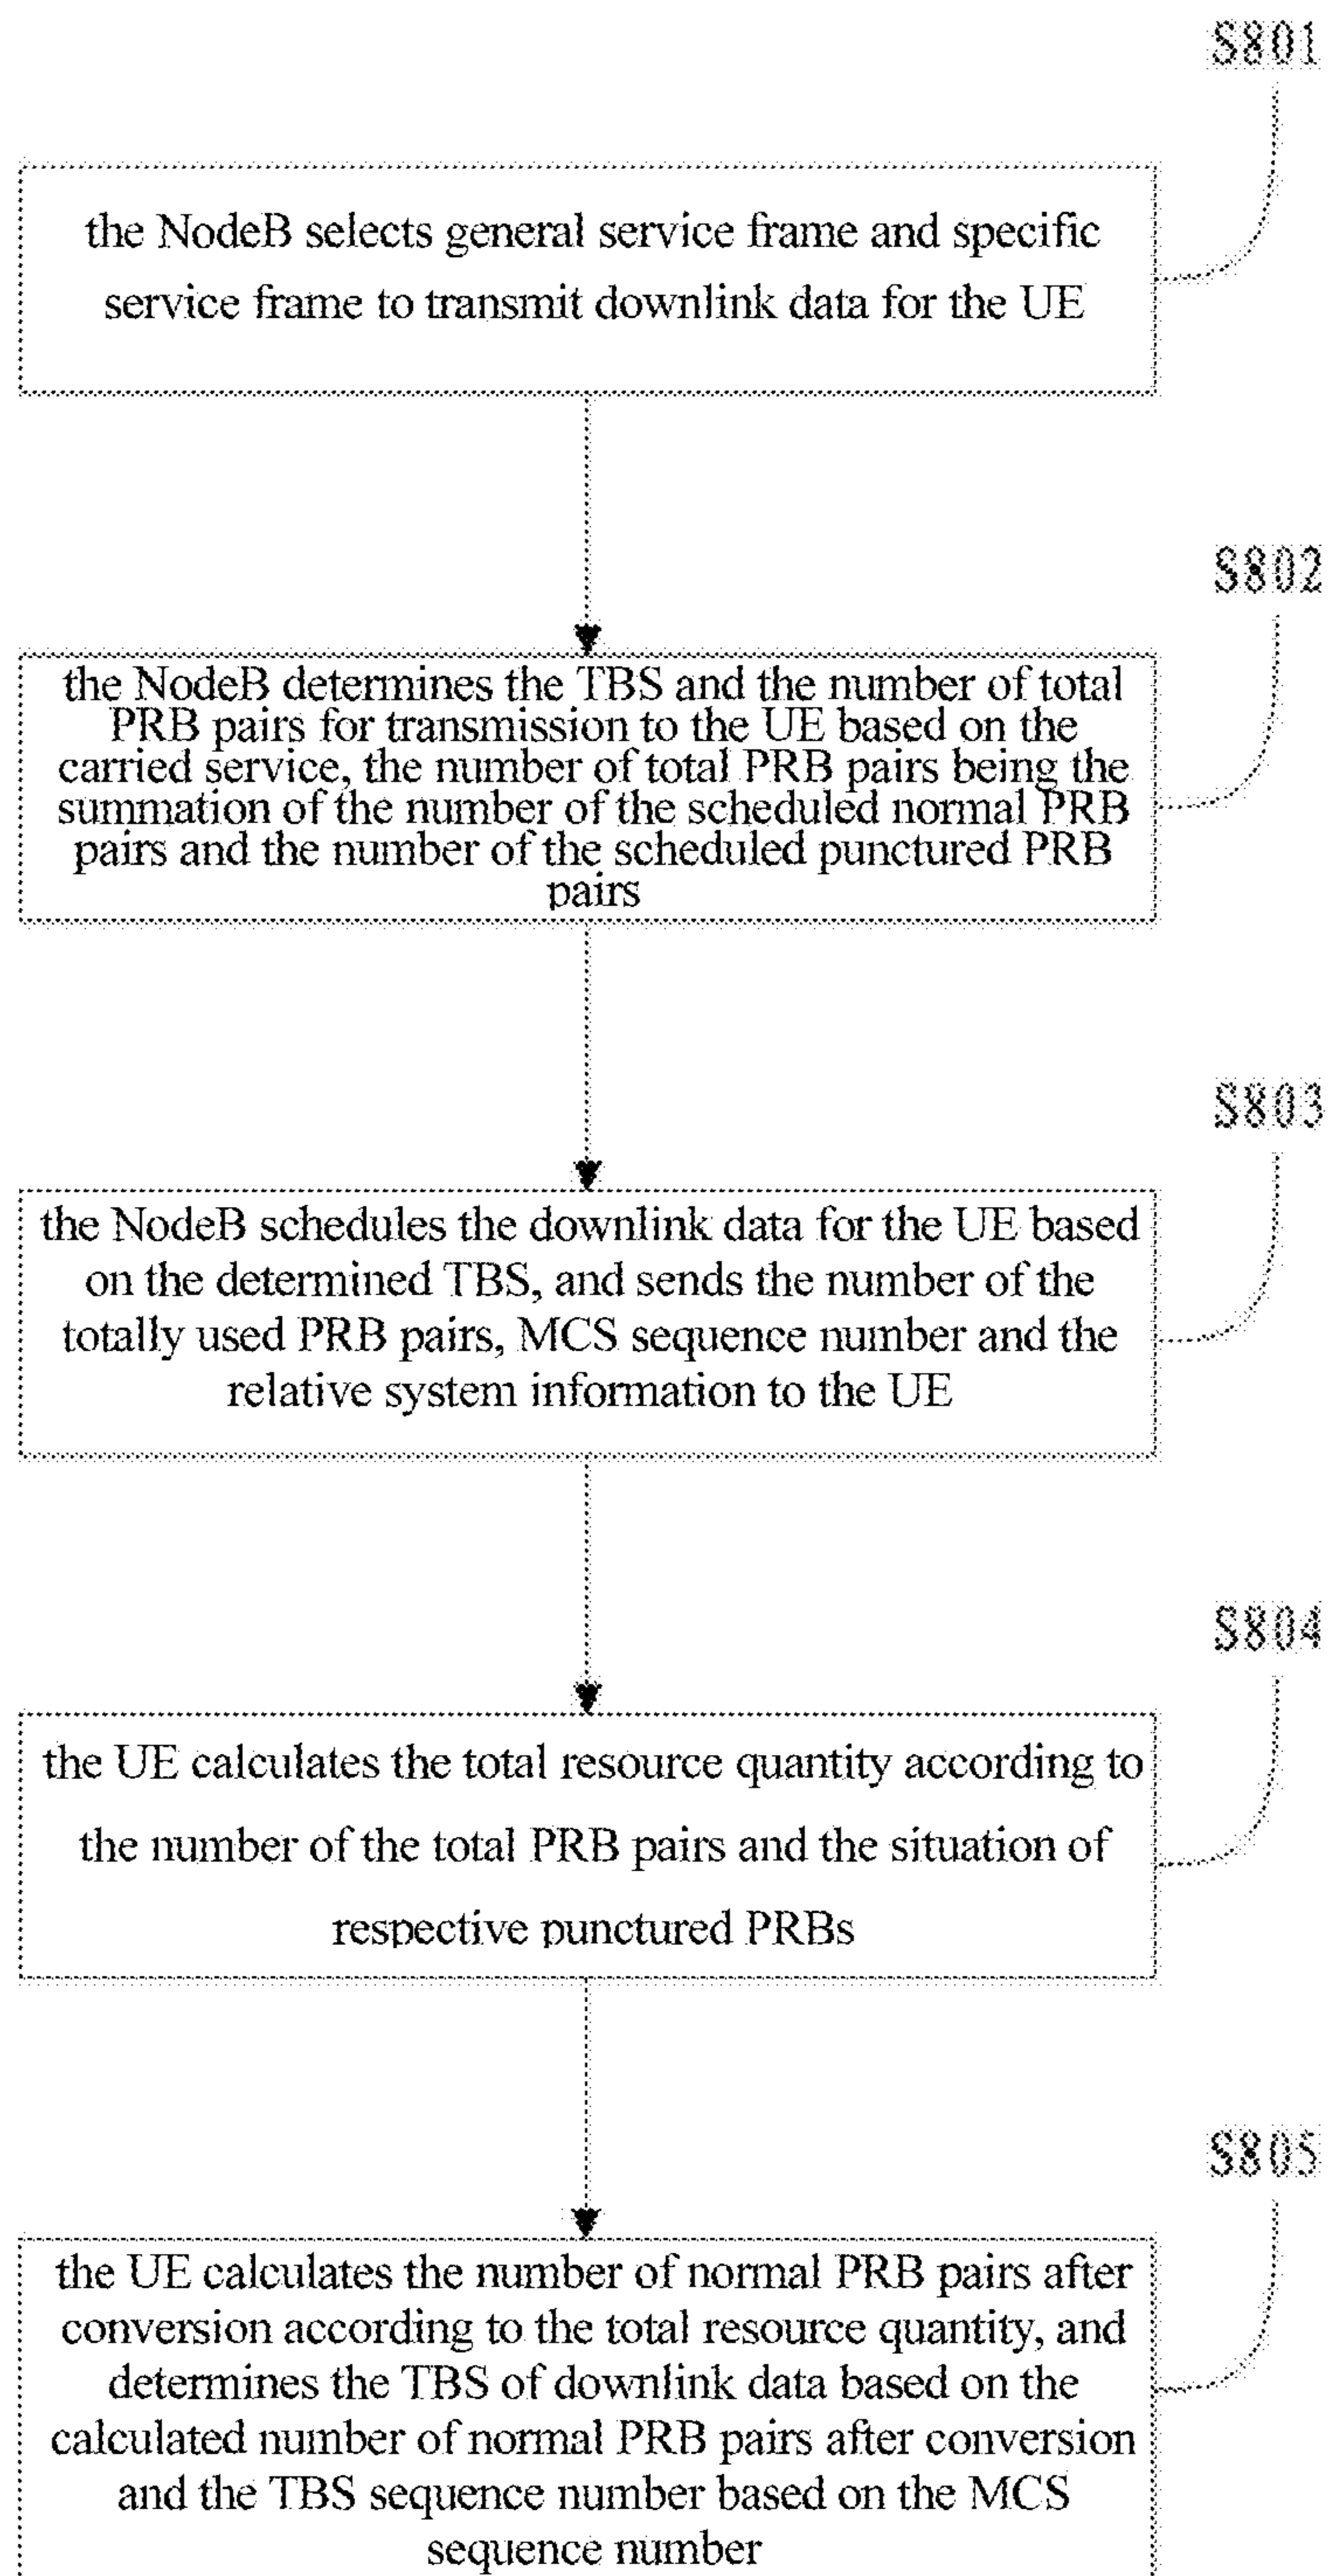 S801
the NodeB selects general service frame and specific
service frame to transmit downlink data for the UE
S802
the NodeB determines the TBS and the number of total
PRB pairs for transmission to the UE based on the
carried service, the number of total PRB pairs being the
summation of the number of the scheduled normal PRB
pairs and the number of the scheduled punctured PRB
pairs
S803
the NodeB schedules the downlink data for the UE based
on the determined TBS, and sends the number of the
totally used PRB pairs, MCS sequence number and the
relative system information to the UE
S804
the UE calculates the total resource quantity according to
the number of the total PRB pairs and the situation of
respective punctured PRBs
S805
the UE calculates the number of normal PRB pairs after
conversion according to the total resource quantity, and
determines the TBS of downlink data based on the
calculated number of normal PRB pairs after conversion
and the TBS sequence number based on the MCS
sequence number